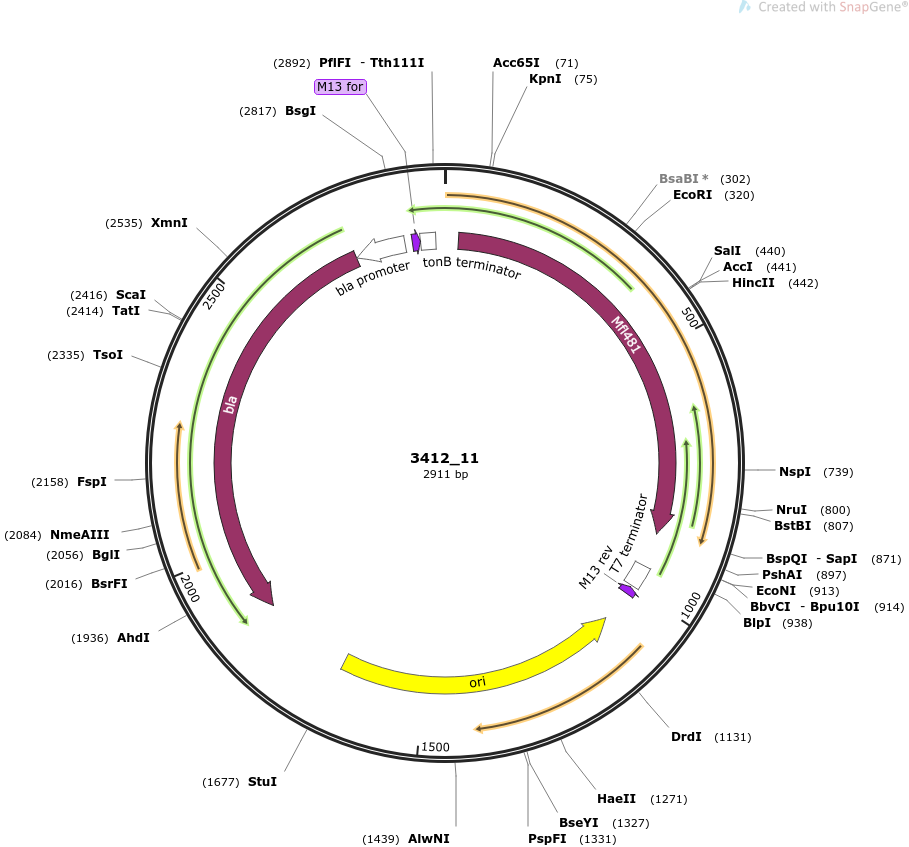 Created with SnapGene®
(2892) PflFI - Tth111I
Acc65I (71)
M13 for
KpnI (75)
(2817) BsgI
BsaBI * (302)
EcoRI (320)
(2535) XmnI
SalI (440)
AccI (441)
HincII (442)
bla promoter
tonB terminator
(2416) ScaI
(2414) TatI
2500
500
Mfl481
(2335) TsoI
bla
3412_11
2911 bp
(2158) FspI
NspI (739)
NruI (800)
BstBI (807)
(2084) NmeAIII
(2056) BglI
(2016) BsrFI
2000
T7 terminator
M13 rev
BspQI - SapI (871)
PshAI (897)
EcoNI (913)
BbvCI - Bpu10I (914)
BlpI (938)
1000
(1936) AhdI
ori
1500
DrdI (1131)
(1677) StuI
HaeII (1271)
BseYI (1327)
(1439) AlwNI
PspFI (1331)